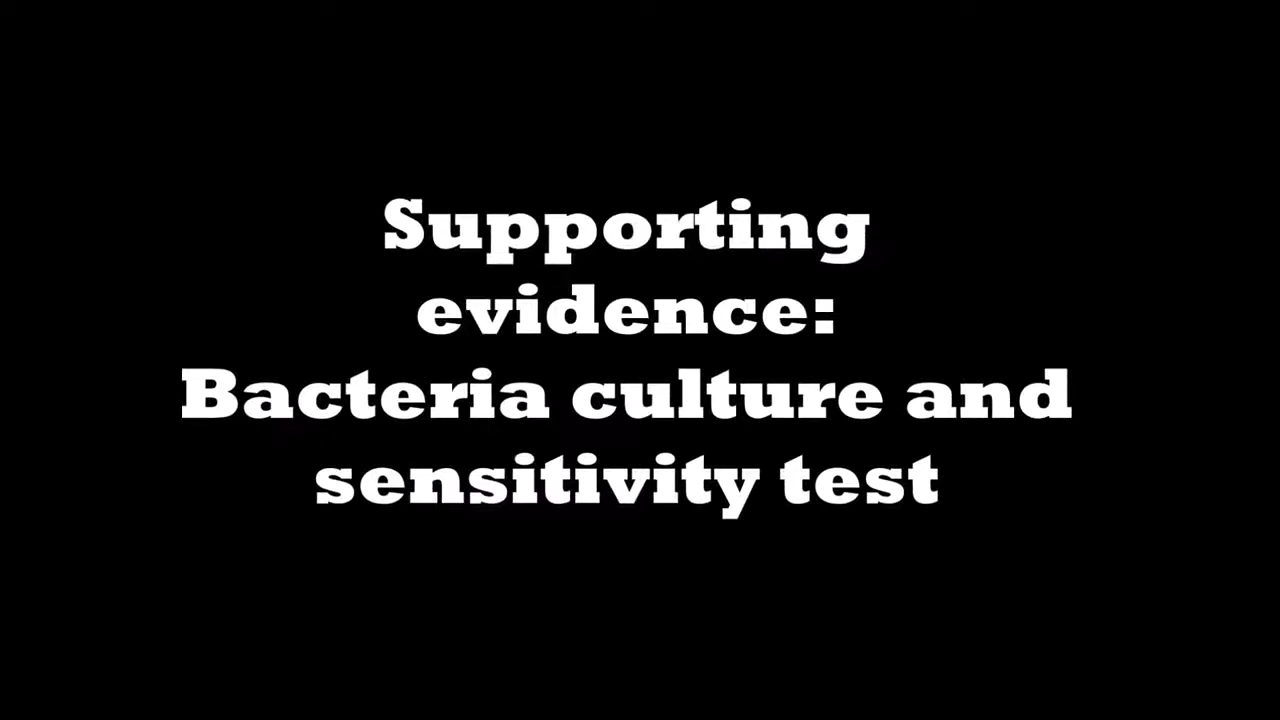 Supporting
evidence:
Bacteria culture and
sensitivity test